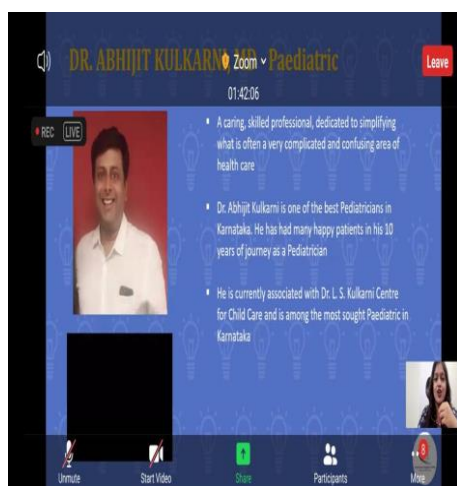 DR. ABHIJIT KULKARNI, MD - Paediatric
Zoom
Leave
01:42:06
REC LIVE
▪ A caring, skilled professional, dedicated to simplifying
what is often a very complicated and confusing area of
health care
▪ Dr. Abhijit Kulkarni is one of the best Pediatricians in
Karnataka. He has had many happy patients in his 10
years of journey as a Pediatrician
▪ He is currently associated with Dr. L. S. Kulkarni Centre
for Child Care and is among the most sought Paediatric in
Karnataka
8
Unmute Start Video Share Participants More